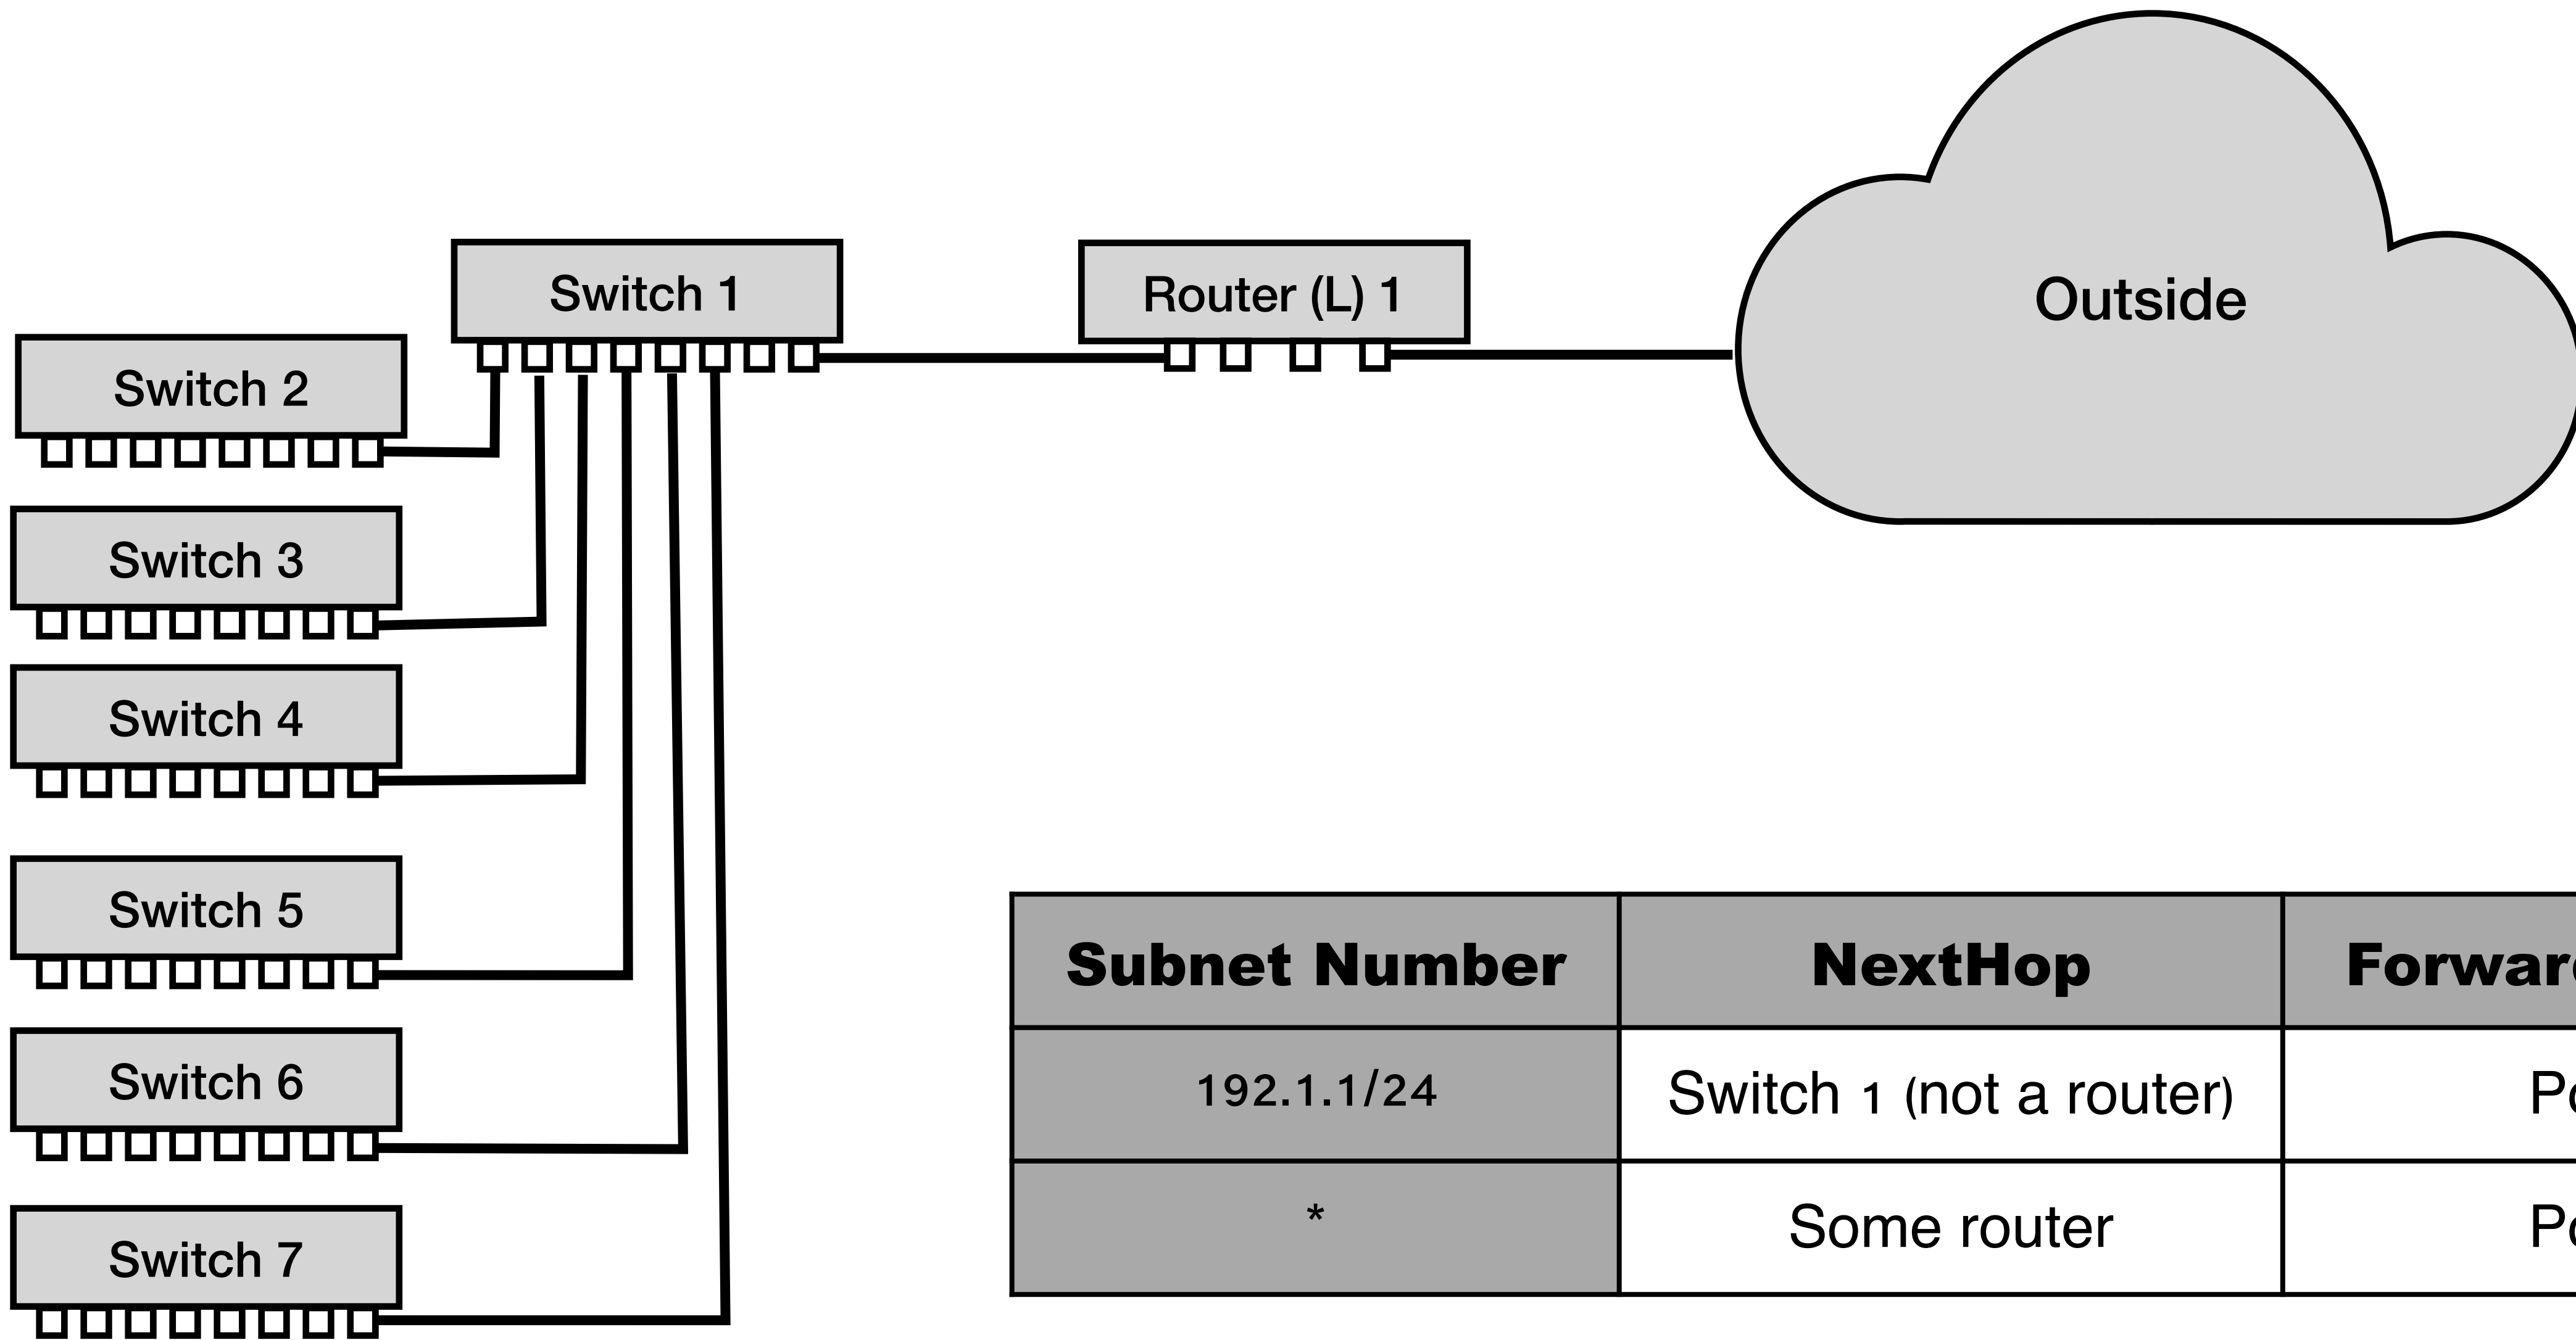 Switch 1
Router (L) 1
Outside
Switch 2
Switch 3
Switch 4
Switch 5
Switch 6
Switch 7
Subnet Number NextHop
192.1.1/24 Switch 1 (not a router)
* Some router